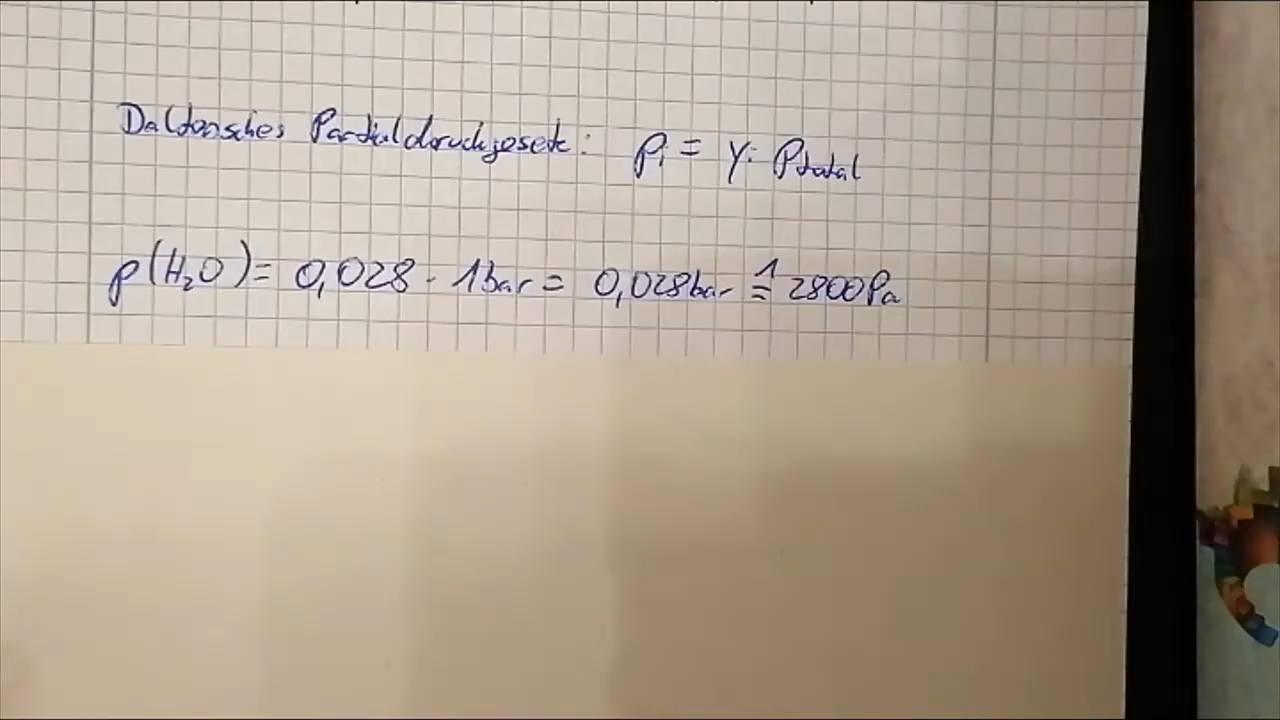 Daltonsches Partialdruckgesetz: pᵢ = yᵢ Ptotal
p(H₂O) = 0,028 · 1bar = 0,028bar ≙ 2800Pa